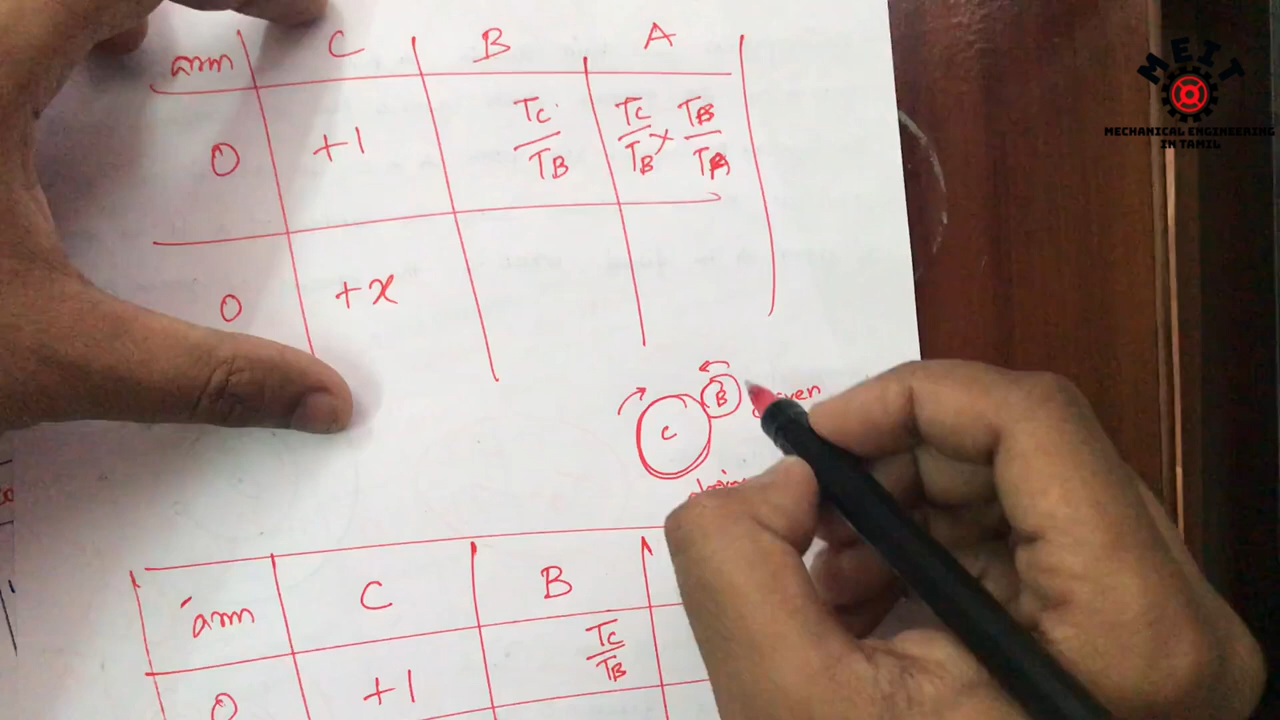 arm C B A
0 +1 TC/TB TC/TB × TB/TA
0 +x
B
C
arm C B
0 +1 TC/TB
MEIT
MECHANICAL ENGINEERING
IN TAMIL